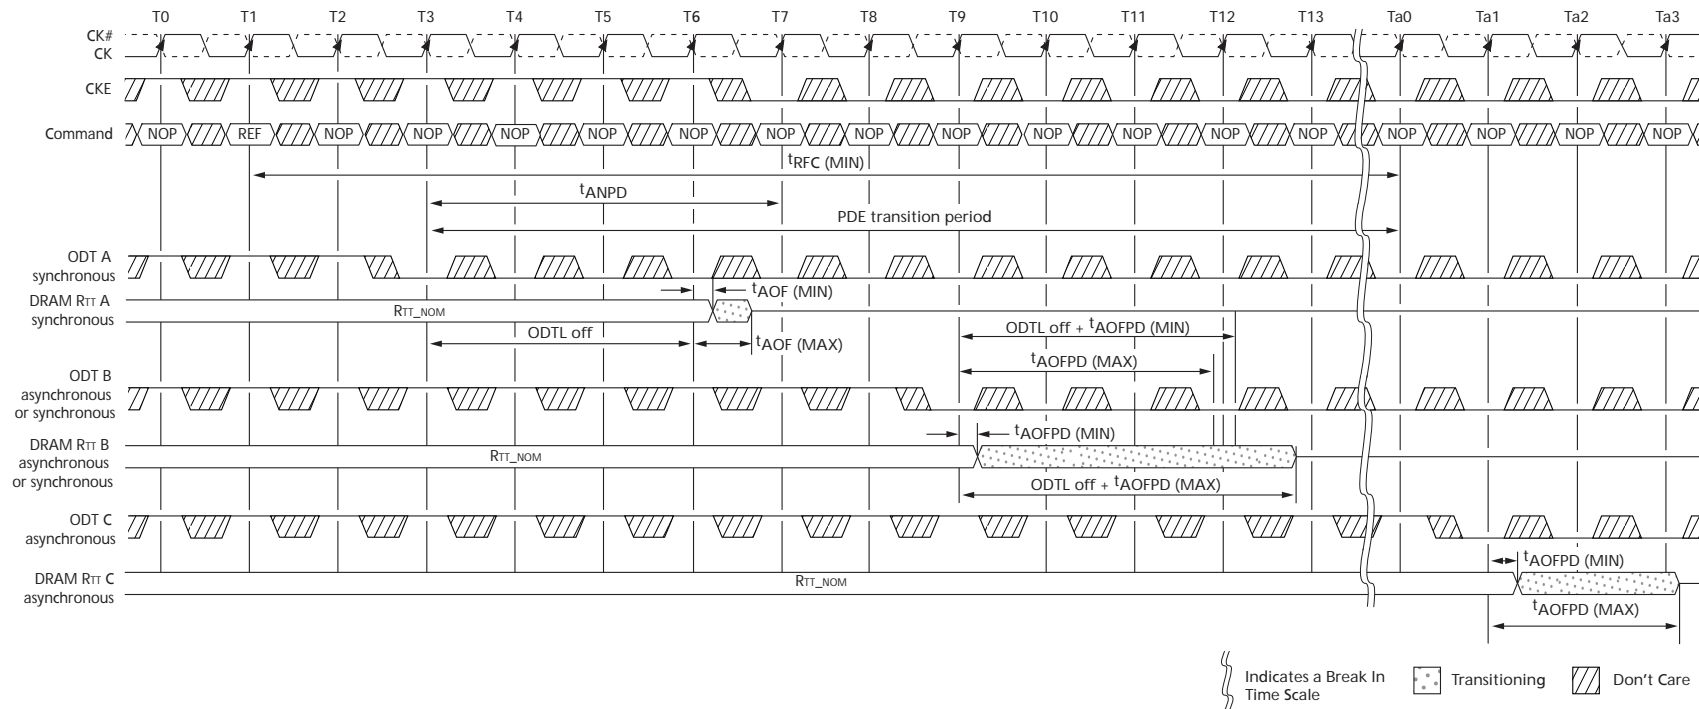 T0 T1 T2 T3 T4 T5 T6 T7 T8 T9 T10 T11 T12 T13 Ta0 Ta1 Ta2 Ta3
CK#
CK
CKE
Command NOP REF NOP NOP NOP NOP NOP NOP NOP NOP NOP NOP NOP NOP NOP NOP NOP NOP
tRFC (MIN)
tANPD
PDE transition period
ODT A
synchronous
DRAM RTT A
synchronous
RTT_NOM
tAOF (MIN)
ODTL off
tAOF (MAX)
ODTL off + tAOFPD (MIN)
tAOFPD (MAX)
ODT B
asynchronous
or synchronous
tAOFPD (MIN)
DRAM RTT B
asynchronous
or synchronous
RTT_NOM
ODTL off + tAOFPD (MAX)
ODT C
asynchronous
tAOFPD (MIN)
DRAM RTT C
asynchronous
RTT_NOM
tAOFPD (MAX)
Indicates a Break In
Time Scale
Transitioning
Don't Care